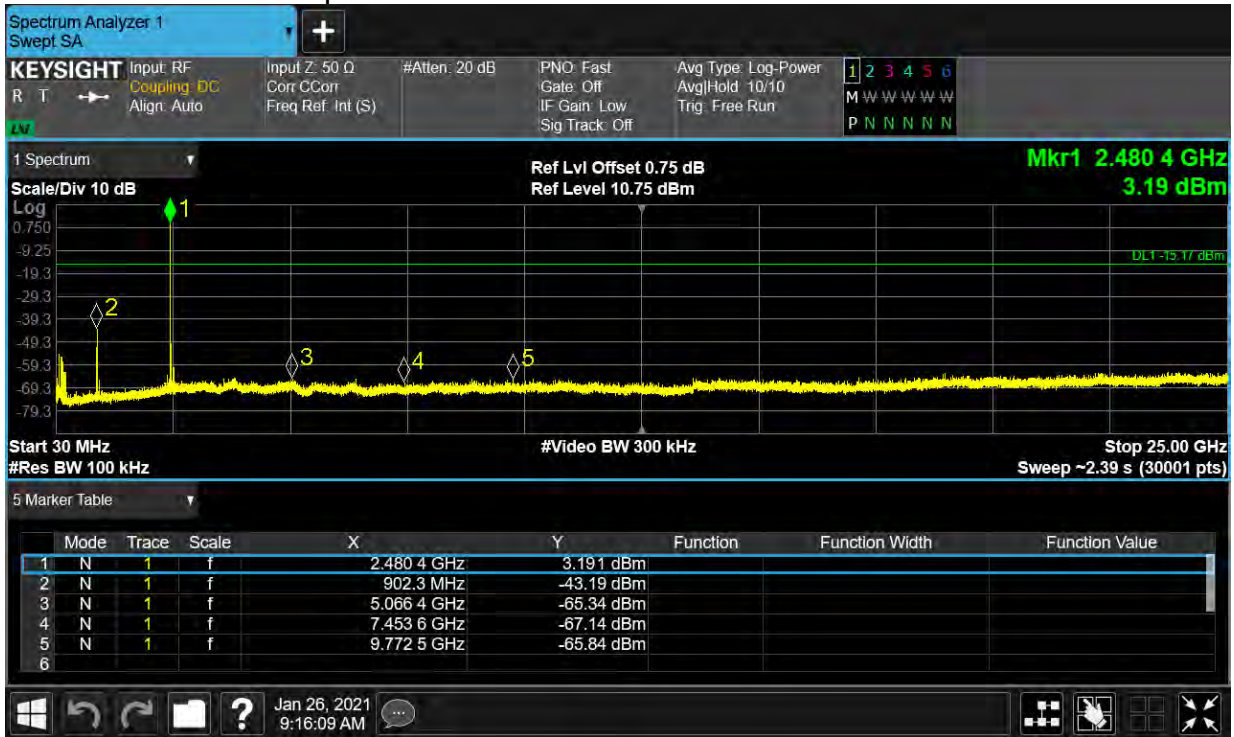 Spectrum Analyzer 1
Swept SA
+
KEYSIGHT Input: RF Input Z: 50 Ω #Atten: 20 dB PNO: Fast Avg Type: Log-Power 1 2 3 4 5 6
R T Coupling: DC Corr CCorr Gate: Off Avg|Hold: 10/10 M W W W W W
Align: Auto Freq Ref: Int (S) IF Gain: Low Trig: Free Run P N N N N N N
Sig Track: Off
1 Spectrum Ref Lvl Offset 0.75 dB Mkr1 2.480 4 GHz
Scale/Div 10 dB Ref Level 10.75 dBm 3.19 dBm
Log
1
0.750
-9.25
DL1 -15.17 dBm
-19.3
-29.3
2
-39.3
-49.3
3 4 5
-59.3
-69.3
-79.3
Start 30 MHz #Video BW 300 kHz Stop 25.00 GHz
#Res BW 100 kHz Sweep ~2.39 s (30001 pts)
5 Marker Table
Mode Trace Scale X Y Function Function Width Function Value
1 N 1 f 2.480 4 GHz 3.191 dBm
2 N 1 f 902.3 MHz -43.19 dBm
3 N 1 f 5.066 4 GHz -65.34 dBm
4 N 1 f 7.453 6 GHz -67.14 dBm
5 N 1 f 9.772 5 GHz -65.84 dBm
6
? Jan 26, 2021
9:16:09 AM